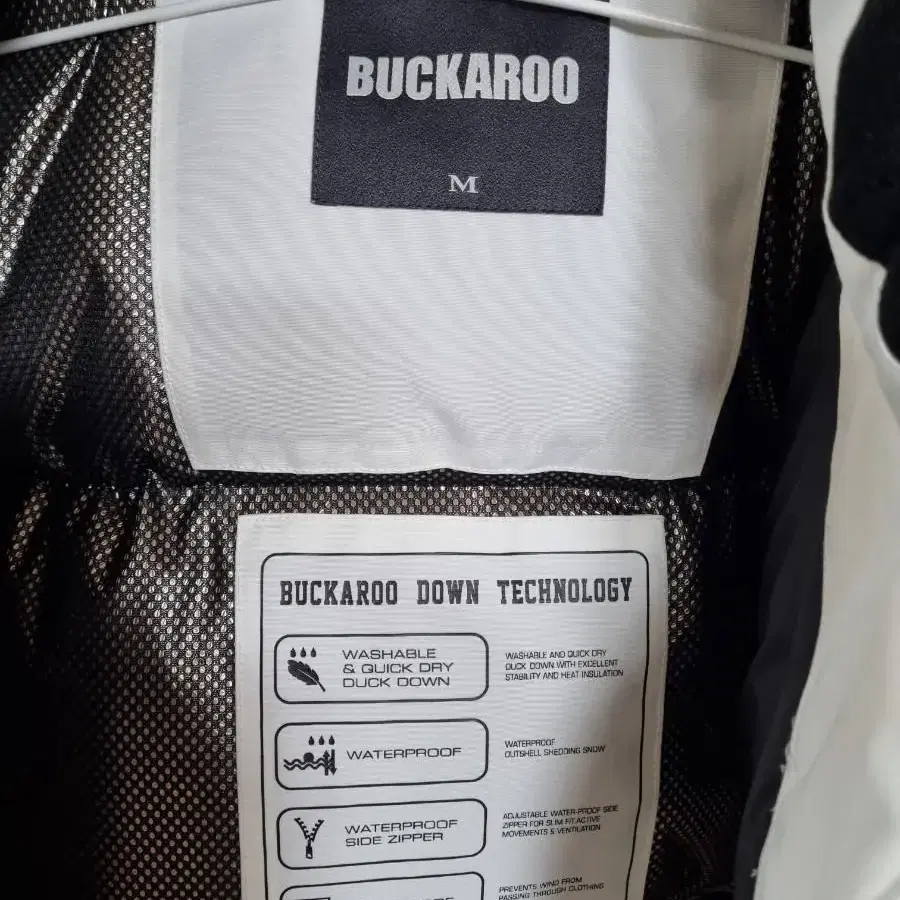 BUCKAROO
M
BUCKAROO DOWN TECHNOLOGY
WASHABLE
& QUICK DRY
DUCK DOWN
WASHABLE AND QUICK DRY
DUCK DOWN WITH EXCELLENT
STABILITY AND HEAT INSULATION
WATERPROOF
WATERPROOF
OUTSHELL SHEDDING SNOW
WATERPROOF
SIDE ZIPPER
ADJUSTABLE WATER-PROOF SIDE
ZIPPER FOR SLIM FIT,ACTIVE
MOVEMENTS & VENTILATION
PREVENTS WIND FROM
PASSING THROUGH CLOTHING